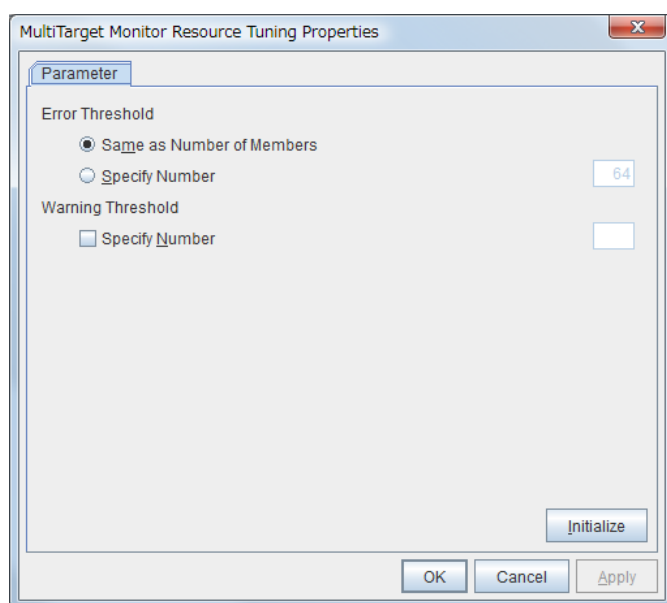 MultiTarget Monitor Resource Tuning Properties
Parameter
Error Threshold
Same as Number of Members
Specify Number 64
Warning Threshold
Specify Number
Initialize
OK Cancel Apply